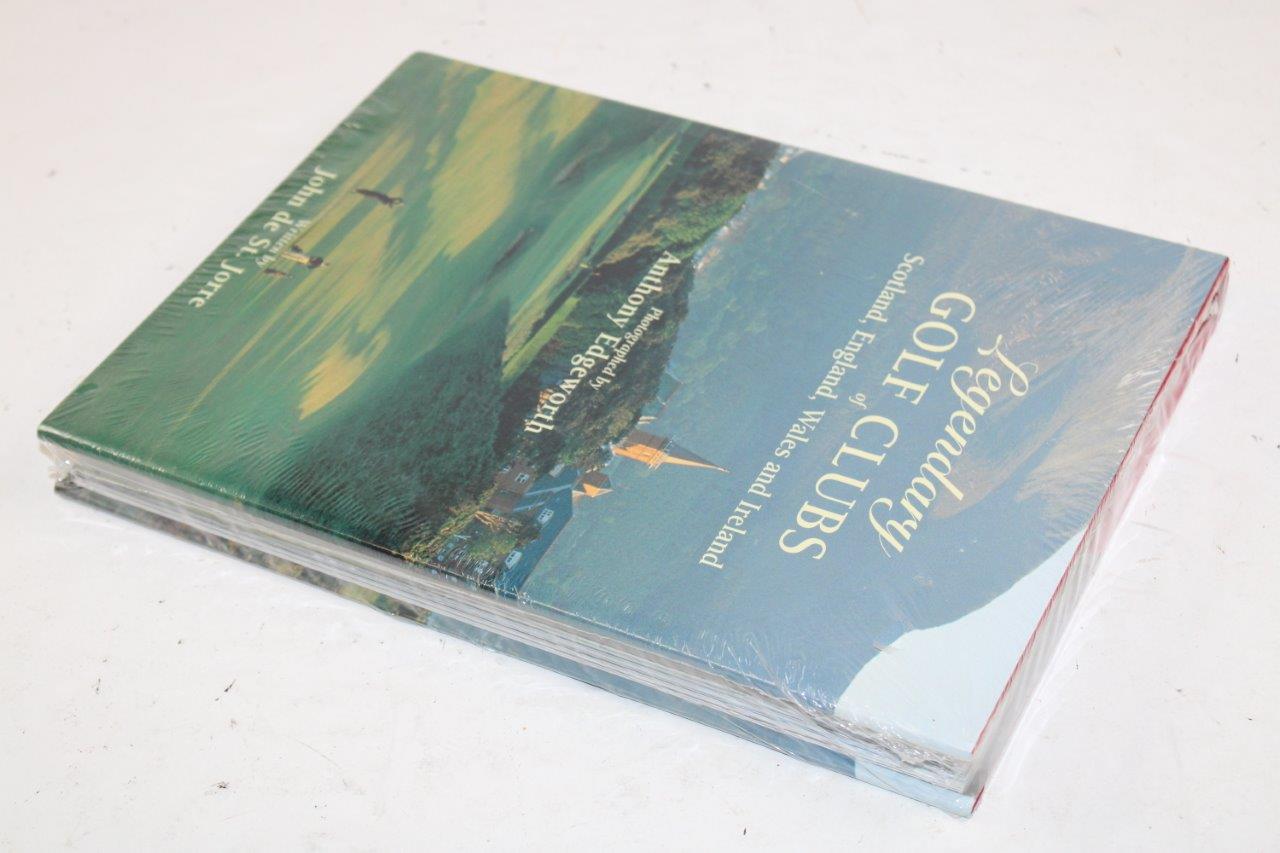 Legendary
GOLF CLUBS
of
Scotland, England, Wales and Ireland
Photographed by
Anthony Edgeworth
Written by
John de St. Jorre